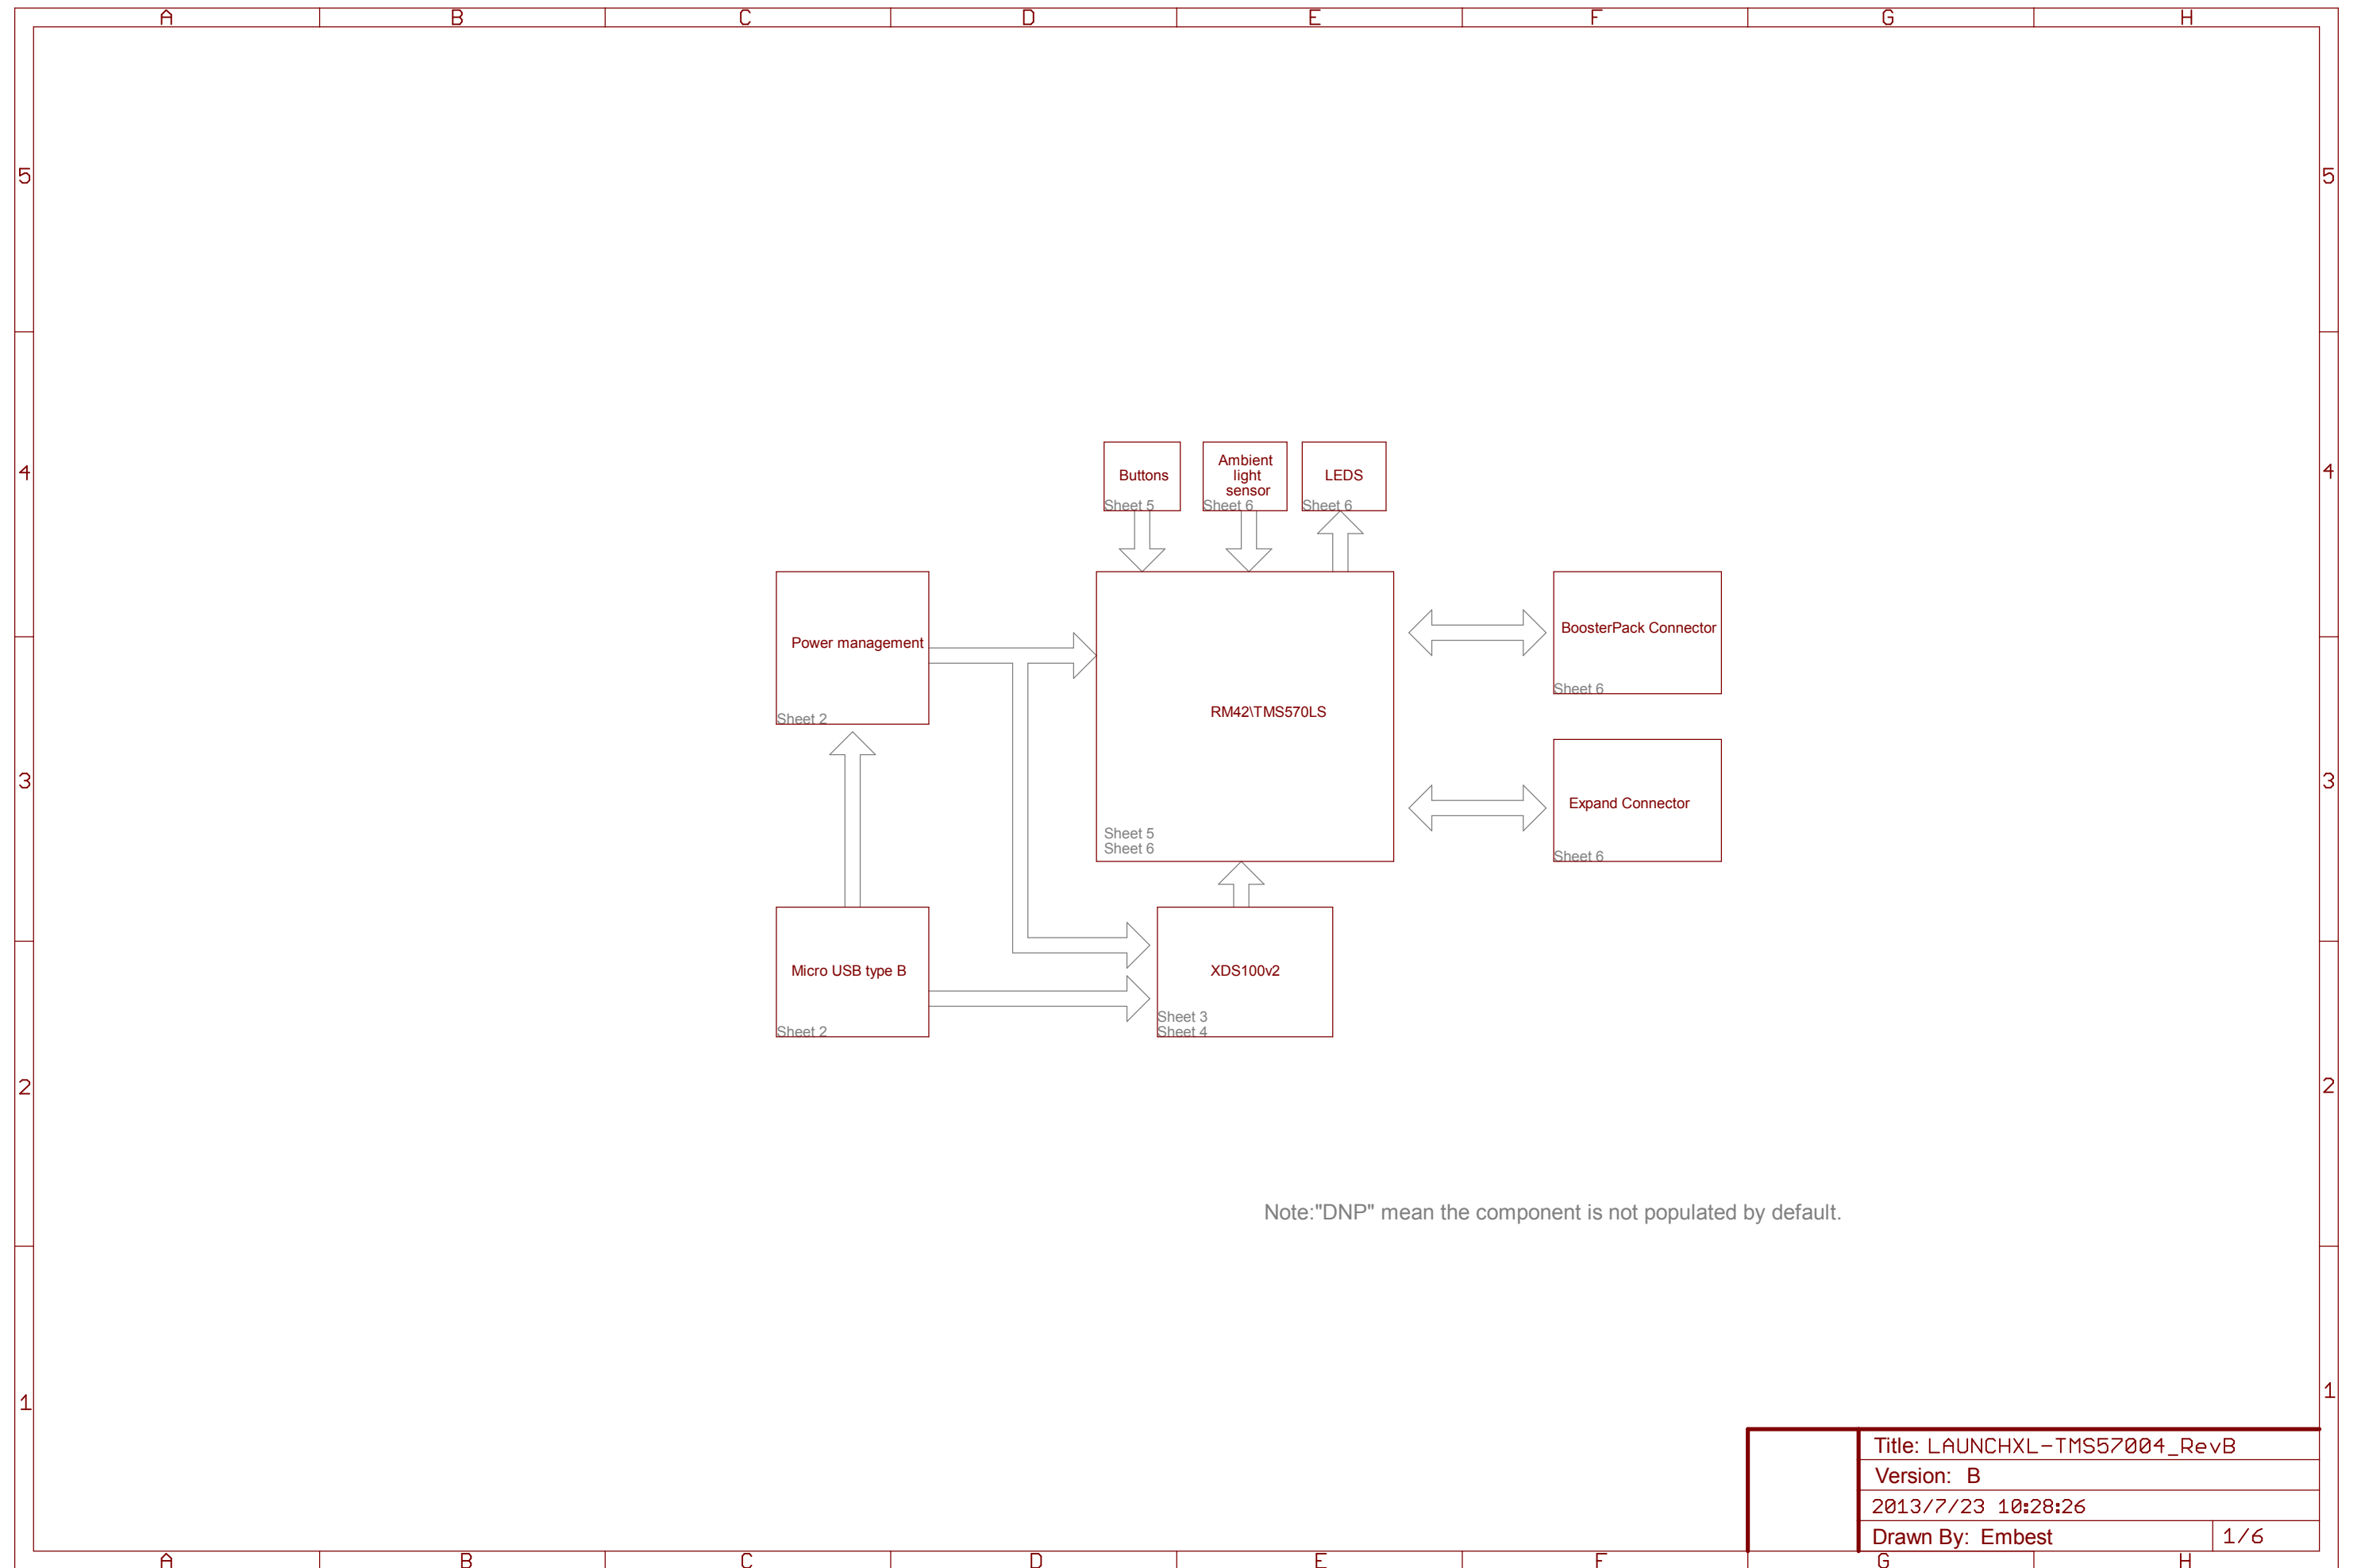 A B C D E F G H
5 5
Buttons
Sheet 5
Ambient
light
sensor
Sheet 6
LEDS
Sheet 6
4 4
Power management
Sheet 2
RM42\TMS570LS
Sheet 5
Sheet 6
BoosterPack Connector
Sheet 6
3 3
Expand Connector
Sheet 6
Micro USB type B
Sheet 2
XDS100v2
Sheet 3
Sheet 4
2 2
Note:"DNP" mean the component is not populated by default.
1 1
Title: LAUNCHXL-TMS57004_RevB
Version: B
2013/7/23 10:28:26
Drawn By: Embest 1/6
A B C D E F G H